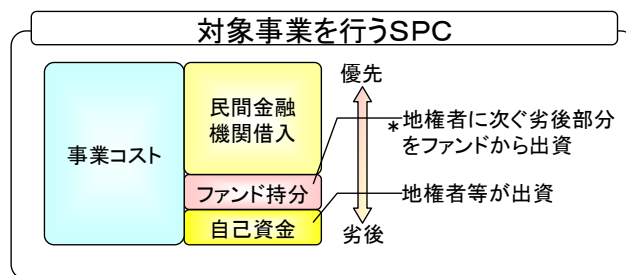 対象事業を行うSPC
事業コスト
民間金融
機関借入
ファンド持分
自己資金
優先
劣後
*地権者に次ぐ劣後部分
をファンドから出資
地権者等が出資